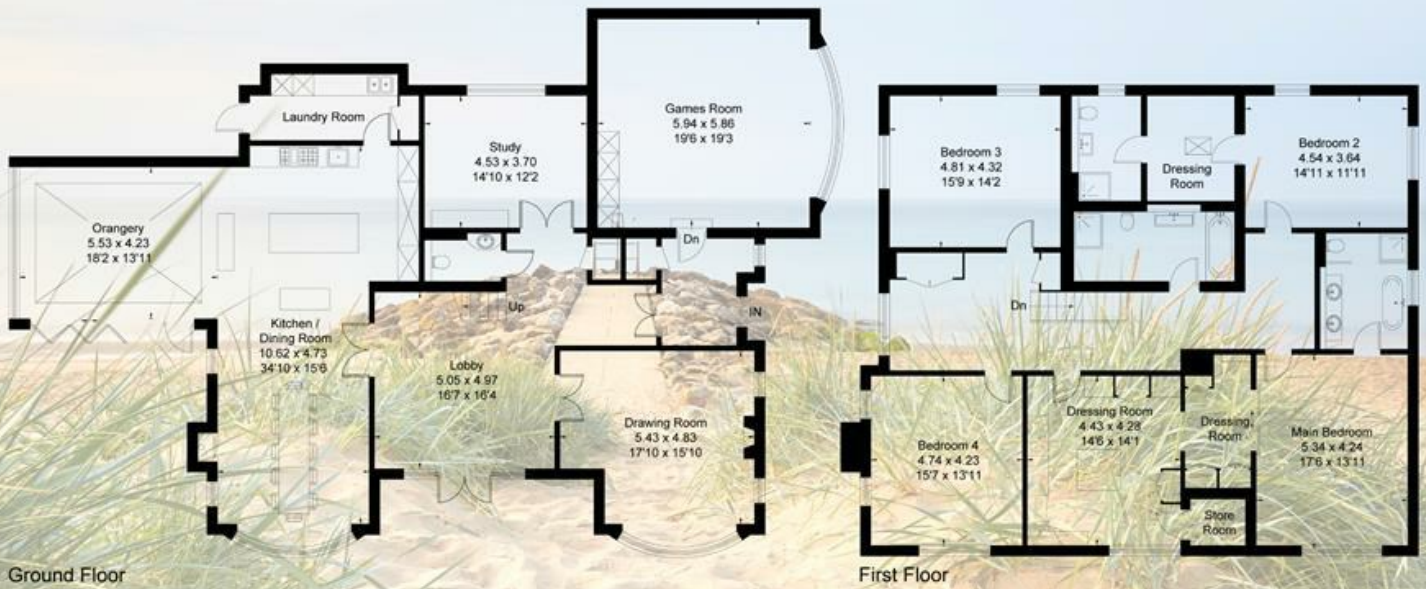 Laundry Room
Games Room
5.94 x 5.86
19'6 x 19'3
Study
4.53 x 3.70
14'10 x 12'2
Orangery
5.53 x 4.23
18'2 x 13'11
Dn
Up
IN
Kitchen /
Dining Room
10.62 x 4.73
34'10 x 15'6
Lobby
5.05 x 4.97
16'7 x 16'4
Drawing Room
5.43 x 4.83
17'10 x 15'10
Ground Floor
Bedroom 3
4.81 x 4.32
15'9 x 14'2
Dressing
Room
Bedroom 2
4.54 x 3.64
14'11 x 11'11
Dn
Bedroom 4
4.74 x 4.23
15'7 x 13'11
Dressing Room
4.43 x 4.28
14'6 x 14'1
Dressing
Room
Main Bedroom
5.34 x 4.24
17'6 x 13'11
Store
Room
First Floor